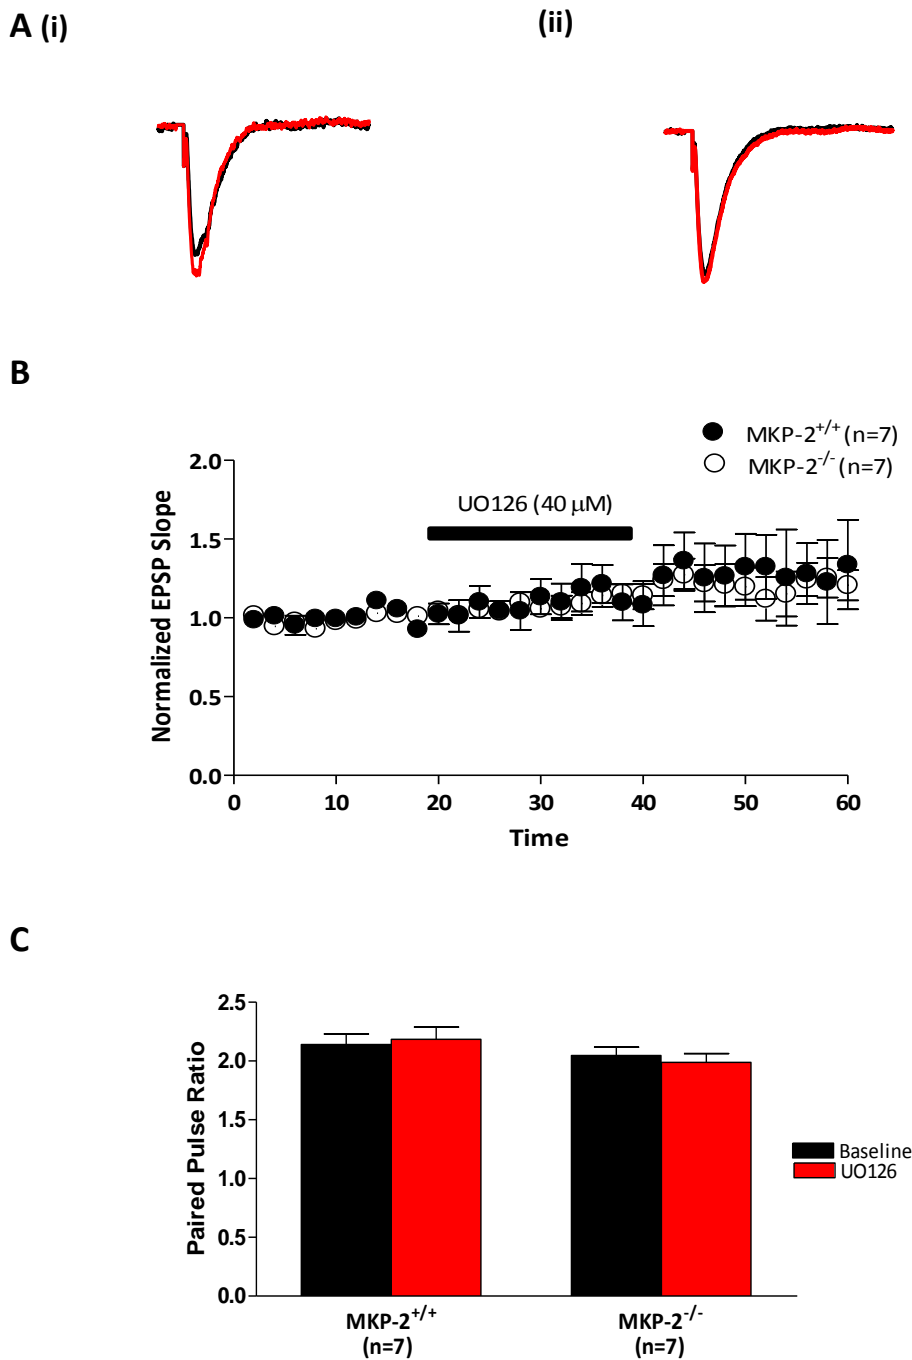 A (i)
(ii)
B
MKP-2+/+ (n=7)
MKP-2-/- (n=7)
UO126 (40 μM)
Normalized EPSP Slope
2.0
1.5
1.0
0.5
0.0
0 10 20 30 40 50 60
Time
C
Paired Pulse Ratio
2.5
2.0
1.5
1.0
0.5
0.0
Baseline
UO126
MKP-2+/+ MKP-2-/-
(n=7) (n=7)